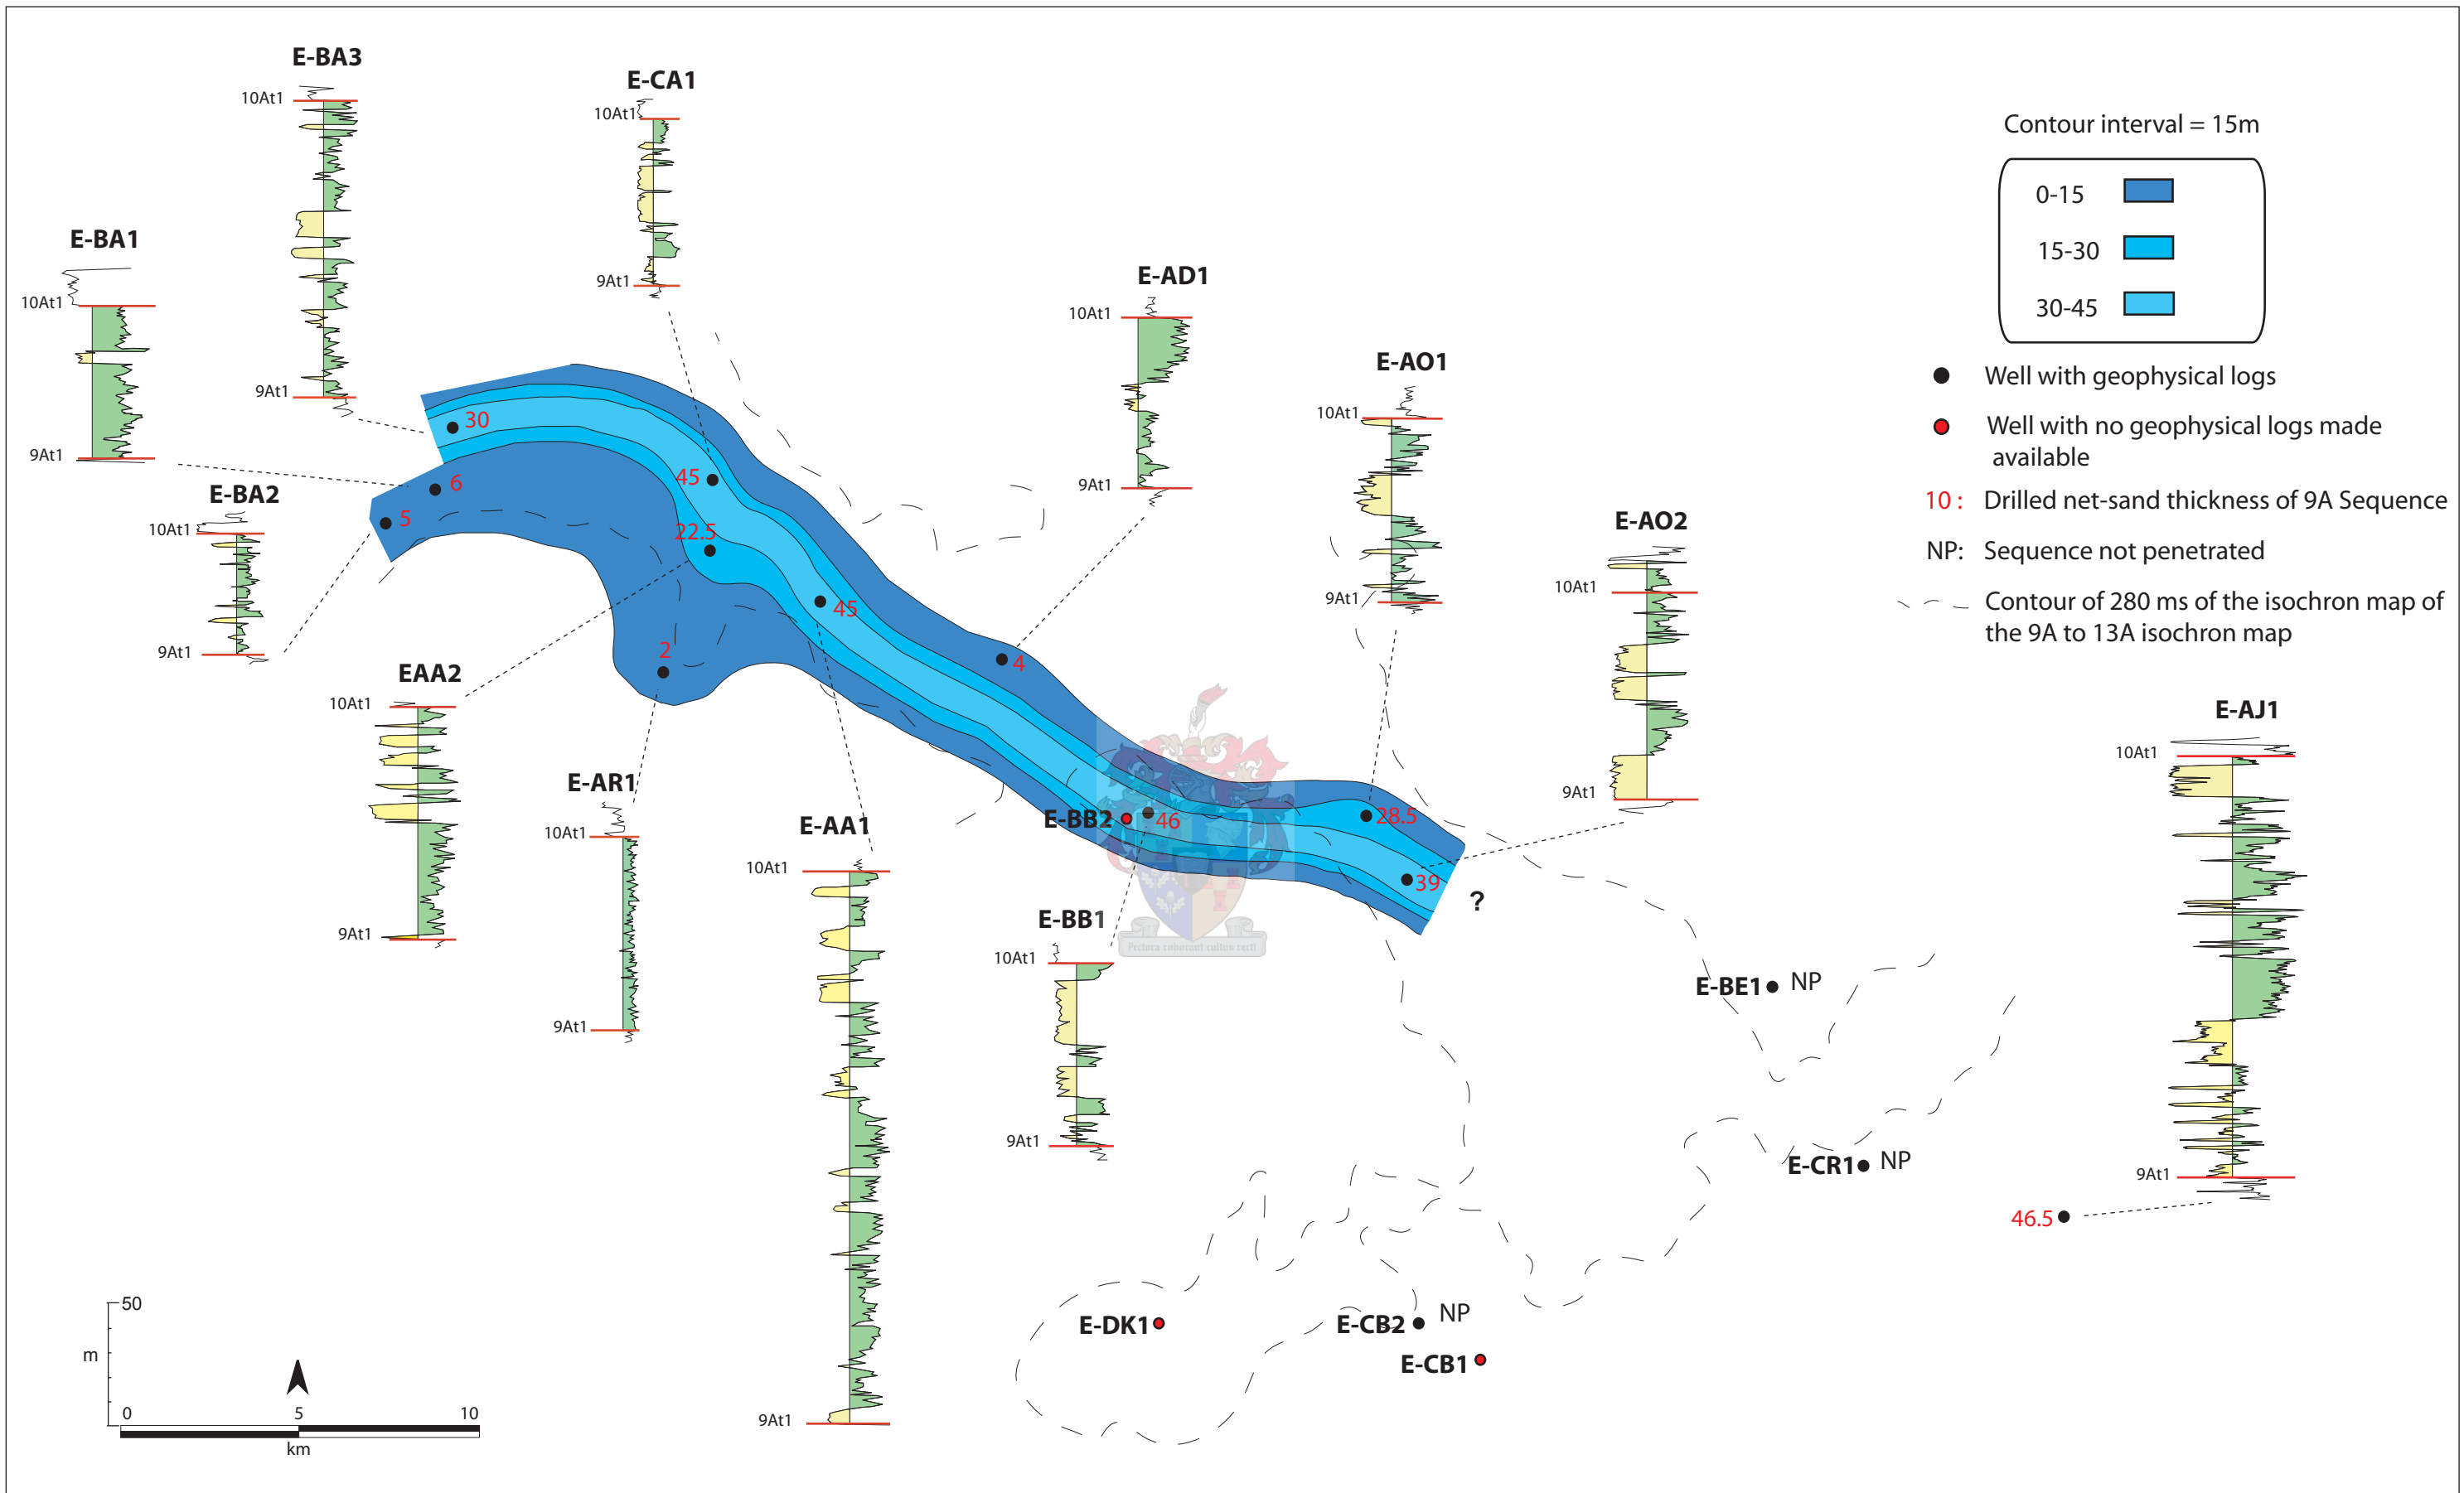 E-BA3
10At1
9At1
E-CA1
10At1
9At1
Contour interval = 15m
0-15
15-30
30-45
Well with geophysical logs
Well with no geophysical logs made
available
10 : Drilled net-sand thickness of 9A Sequence
NP: Sequence not penetrated
Contour of 280 ms of the isochron map of
the 9A to 13A isochron map
E-BA1
10At1
9At1
E-BA2
10At1
9At1
E-AD1
10At1
9At1
E-AO1
10At1
9At1
E-AO2
10At1
9At1
30
6
5
45
22.5
45
2
4
EAA2
10At1
9At1
E-AR1
10At1
9At1
E-AA1
10At1
9At1
E-BB2
46
28.5
39
?
Pectora roborant cultus recti
E-BB1
10At1
9At1
E-AJ1
10At1
9At1
46.5
E-BE1 NP
E-CR1 NP
E-DK1
E-CB2 NP
E-CB1
50
m
0 5 10
km